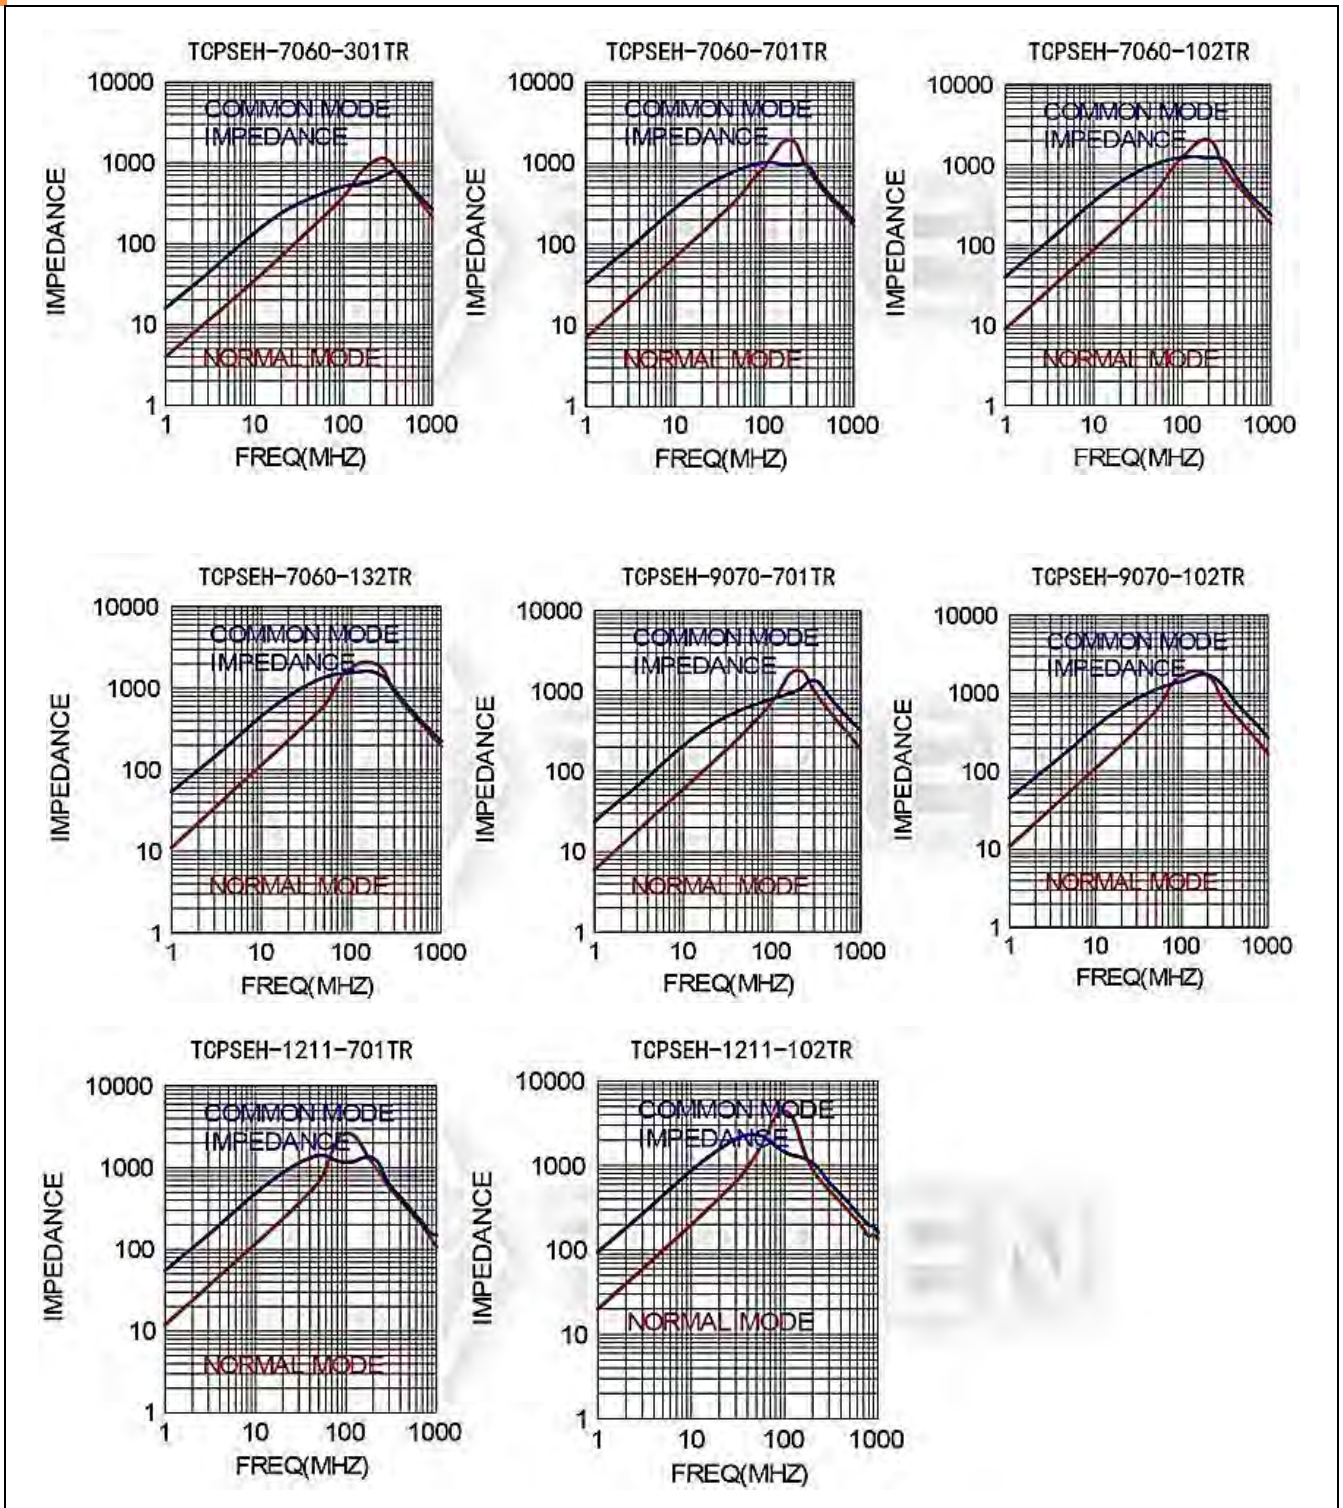 TCPSEH-7060-301TR
10000
COMMON MODE
IMPEDANCE
1000
100
10
NORMAL MODE
1
1 10 100 1000
FREQ(MHZ)
IMPEDANCE
TCPSEH-7060-701TR
10000
COMMON MODE
IMPEDANCE
1000
100
10
NORMAL MODE
1
1 10 100 1000
FREQ(MHZ)
IMPEDANCE
TCPSEH-7060-102TR
10000
COMMON MODE
IMPEDANCE
1000
100
10
NORMAL MODE
1
1 10 100 1000
FREQ(MHZ)
IMPEDANCE
TCPSEH-7060-132TR
10000
COMMON MODE
IMPEDANCE
1000
100
10
NORMAL MODE
1
1 10 100 1000
FREQ(MHZ)
IMPEDANCE
TCPSEH-9070-701TR
10000
COMMON MODE
IMPEDANCE
1000
100
10
NORMAL MODE
1
1 10 100 1000
FREQ(MHZ)
IMPEDANCE
TCPSEH-9070-102TR
10000
COMMON MODE
IMPEDANCE
1000
100
10
NORMAL MODE
1
1 10 100 1000
FREQ(MHZ)
IMPEDANCE
TCPSEH-1211-701TR
10000
COMMON MODE
IMPEDANCE
1000
100
10
NORMAL MODE
1
1 10 100 1000
FREQ(MHZ)
IMPEDANCE
TCPSEH-1211-102TR
10000
COMMON MODE
IMPEDANCE
1000
100
NORMAL MODE
10
1
1 10 100 1000
FREQ(MHZ)
IMPEDANCE